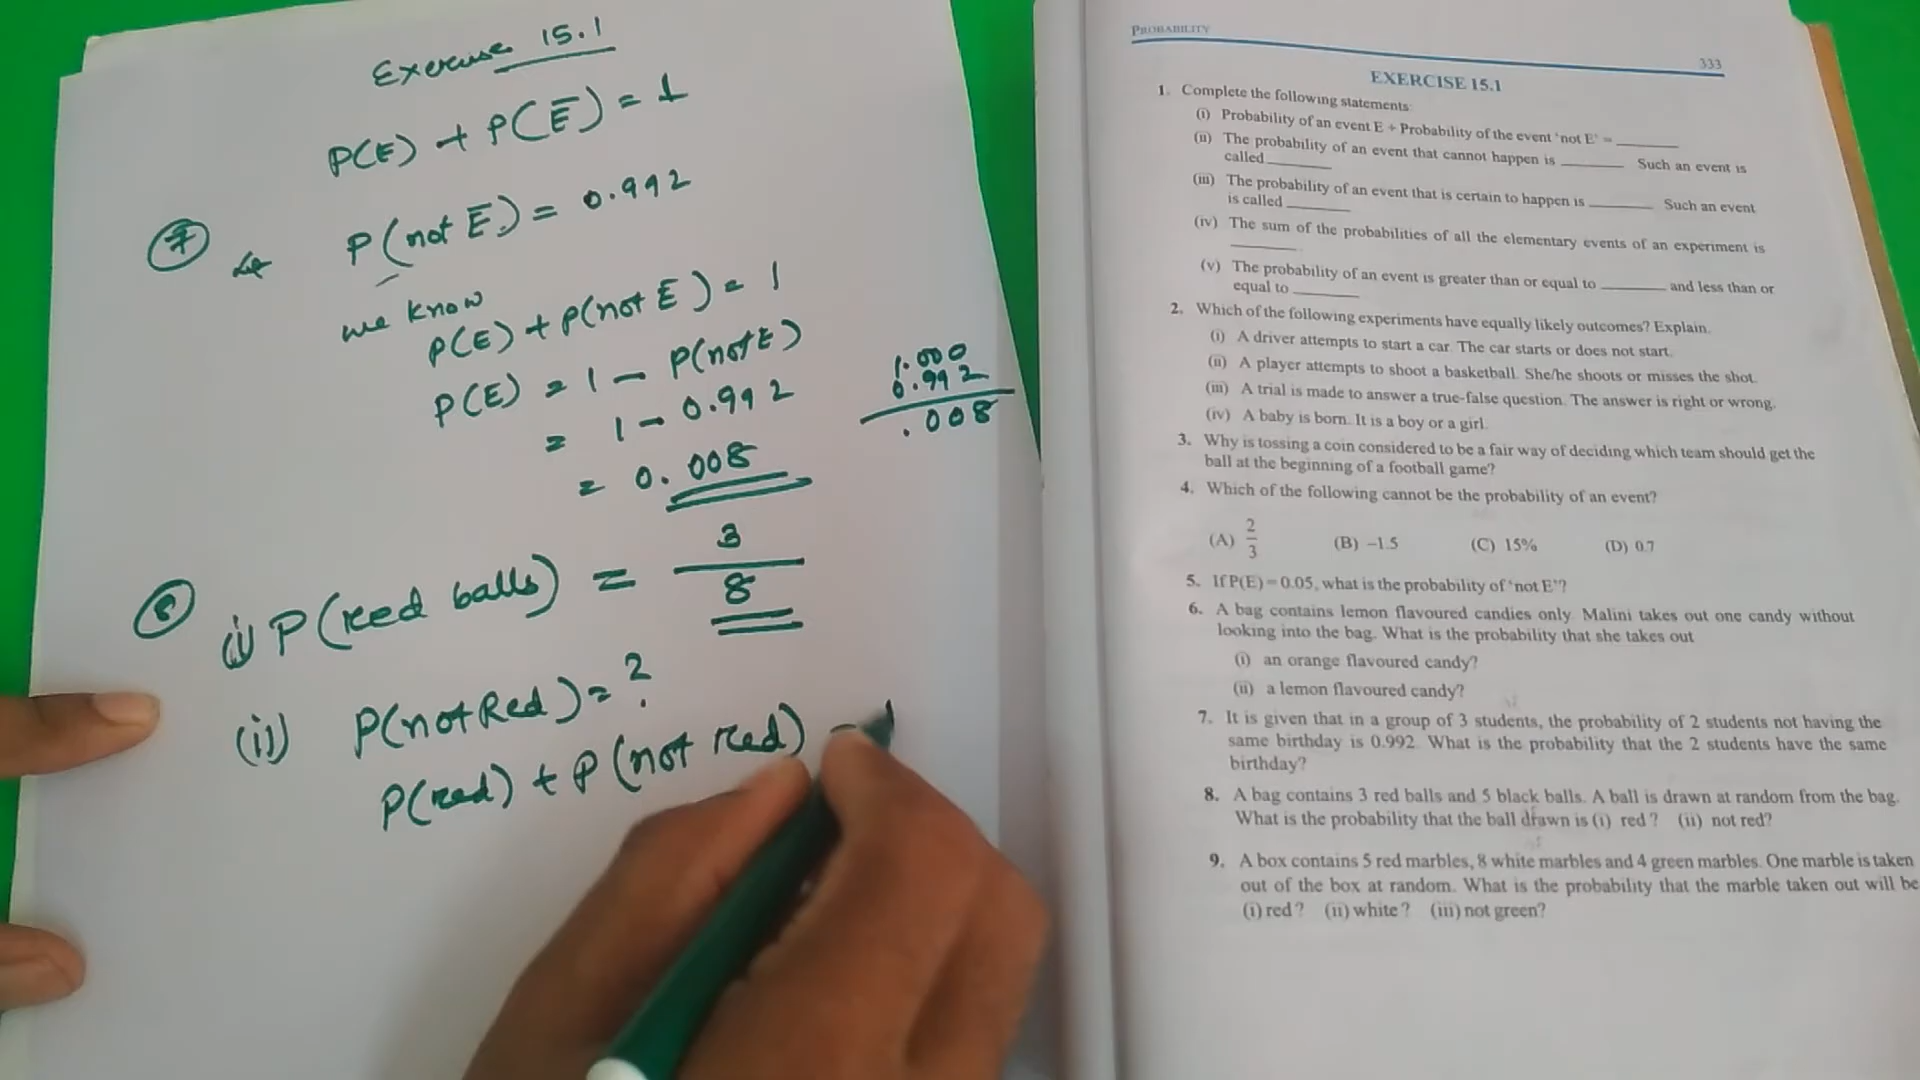 Exercise 15.1
P(E) + P(E̅) = 1
7 Let P(not E̅) = 0.992
we know
P(E) + P(not E̅) = 1
P(E) = 1 - P(not E)
= 1 - 0.992
= 0.008
1.000
0.992
.008
8 (i) P(red balls) = 3/8
(ii) P(not Red) = ?
P(red) + P(not red)
PROBABILITY
333
EXERCISE 15.1
1. Complete the following statements:
(i) Probability of an event E + Probability of the event 'not E' = ______
(ii) The probability of an event that cannot happen is ______ Such an event is
called ______
(iii) The probability of an event that is certain to happen is ______ Such an event
is called ______
(iv) The sum of the probabilities of all the elementary events of an experiment is
______
(v) The probability of an event is greater than or equal to ______ and less than or
equal to ______
2. Which of the following experiments have equally likely outcomes? Explain.
(i) A driver attempts to start a car. The car starts or does not start.
(ii) A player attempts to shoot a basketball. She/he shoots or misses the shot.
(iii) A trial is made to answer a true-false question. The answer is right or wrong.
(iv) A baby is born. It is a boy or a girl.
3. Why is tossing a coin considered to be a fair way of deciding which team should get the
ball at the beginning of a football game?
4. Which of the following cannot be the probability of an event?
(A) 2/3 (B) –1.5 (C) 15% (D) 0.7
5. If P(E) = 0.05, what is the probability of 'not E'?
6. A bag contains lemon flavoured candies only. Malini takes out one candy without
looking into the bag. What is the probability that she takes out
(i) an orange flavoured candy?
(ii) a lemon flavoured candy?
7. It is given that in a group of 3 students, the probability of 2 students not having the
same birthday is 0.992. What is the probability that the 2 students have the same
birthday?
8. A bag contains 3 red balls and 5 black balls. A ball is drawn at random from the bag.
What is the probability that the ball drawn is (i) red ? (ii) not red?
9. A box contains 5 red marbles, 8 white marbles and 4 green marbles. One marble is taken
out of the box at random. What is the probability that the marble taken out will be
(i) red ? (ii) white ? (iii) not green?